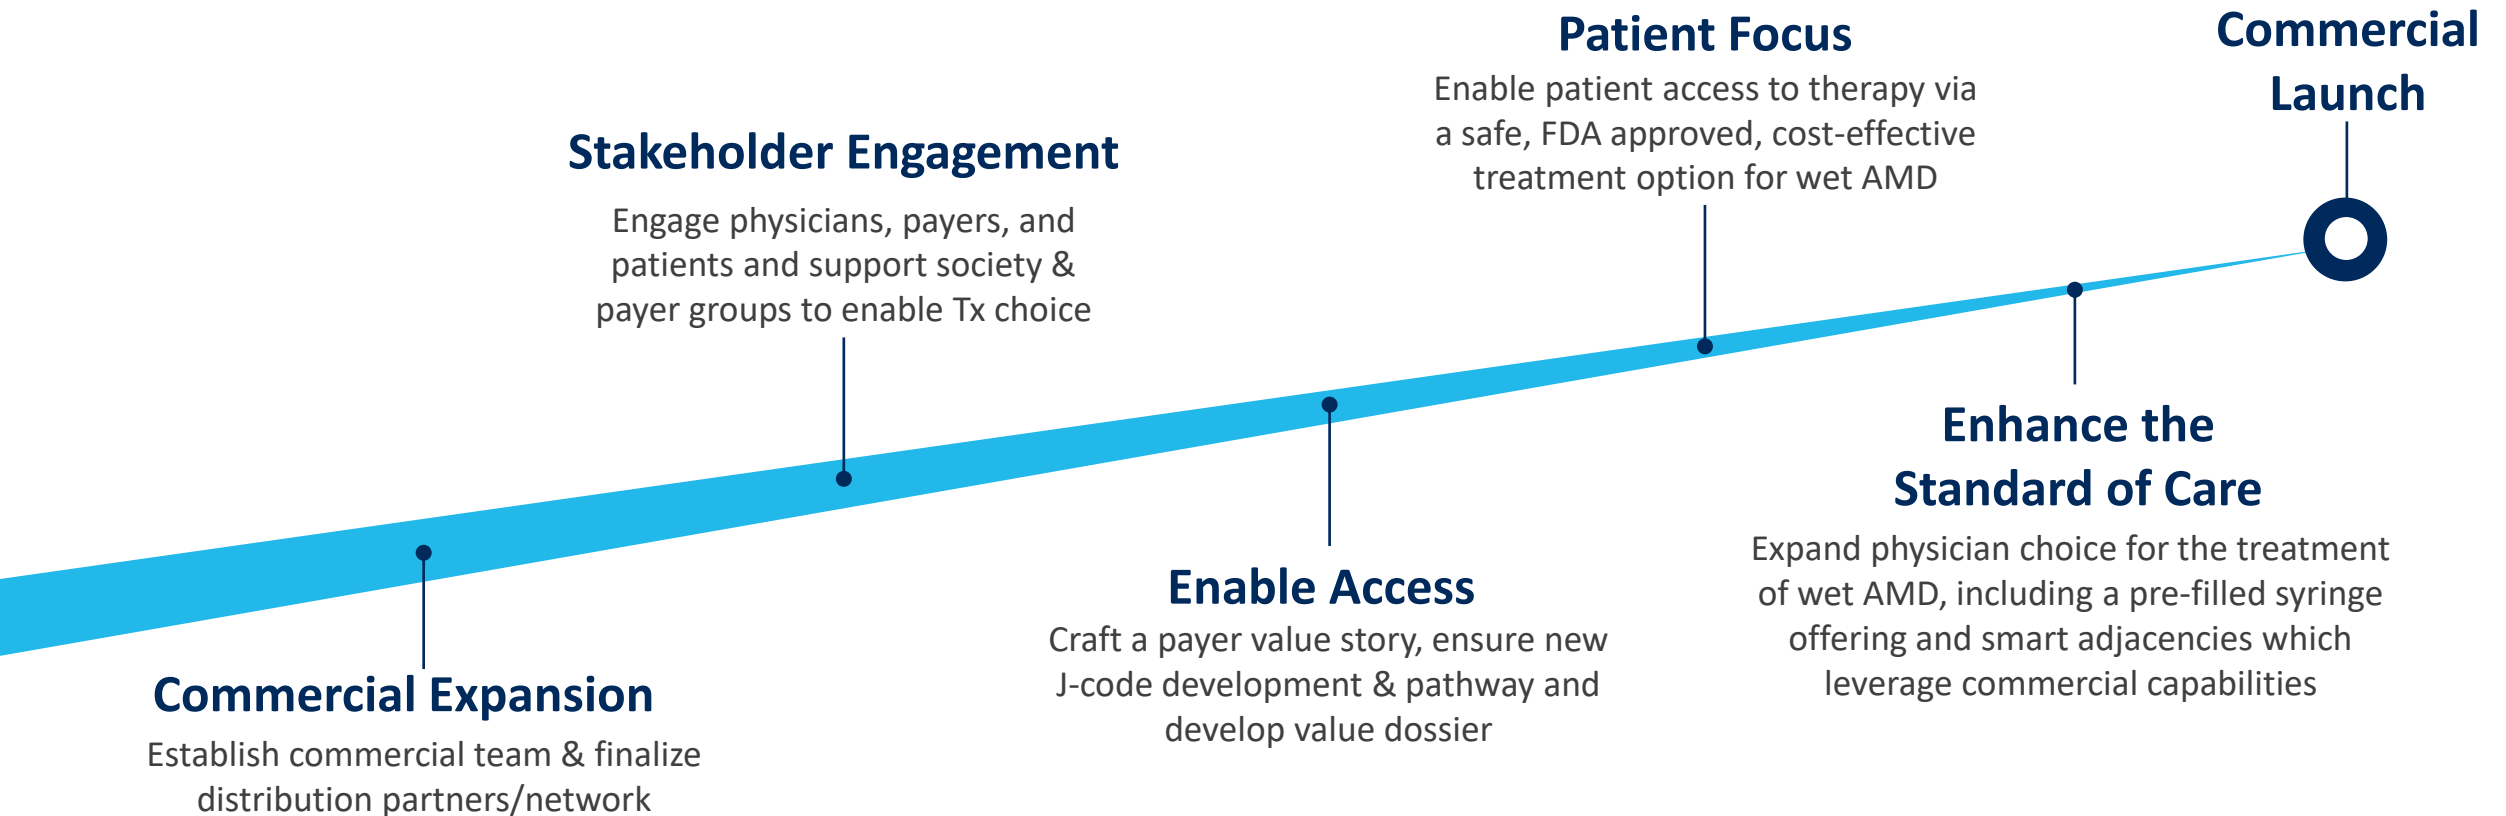 Commercial Expansion
Establish commercial team & finalize
distribution partners/network
Stakeholder Engagement
Engage physicians, payers, and
patients and support society &
payer groups to enable Tx choice
Enable Access
Craft a payer value story, ensure new
J-code development & pathway and
develop value dossier
Patient Focus
Enable patient access to therapy via
a safe, FDA approved, cost-effective
treatment option for wet AMD
Enhance the
Standard of Care
Expand physician choice for the treatment
of wet AMD, including a pre-filled syringe
offering and smart adjacencies which
leverage commercial capabilities
Commercial
Launch